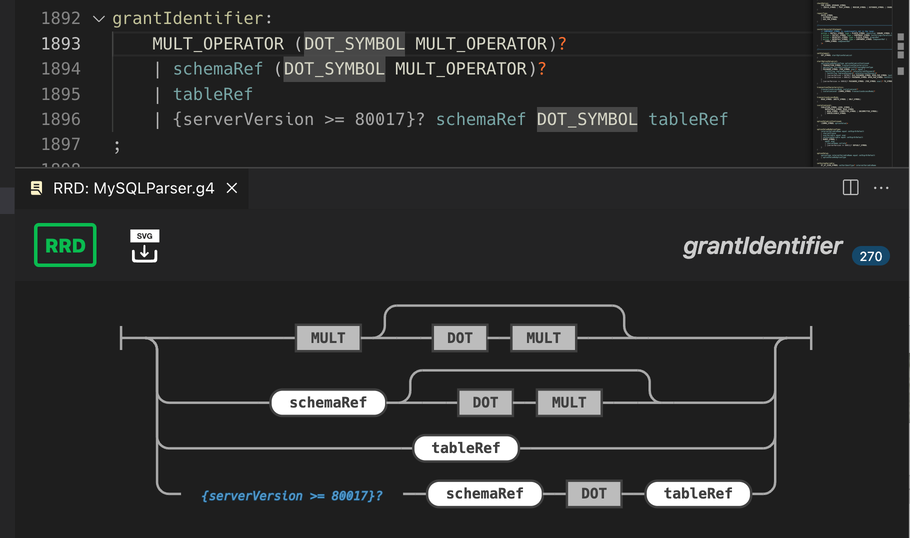 1892 grantIdentifier:
1893 MULT_OPERATOR (DOT_SYMBOL MULT_OPERATOR)?
1894 | schemaRef (DOT_SYMBOL MULT_OPERATOR)?
1895 | tableRef
1896 | {serverVersion >= 80017}? schemaRef DOT_SYMBOL tableRef
1897 ;
RRD: MySQLParser.g4
RRD SVG grantIdentifier 270
MULT DOT MULT
schemaRef DOT MULT
tableRef
{serverVersion >= 80017}? schemaRef DOT tableRef